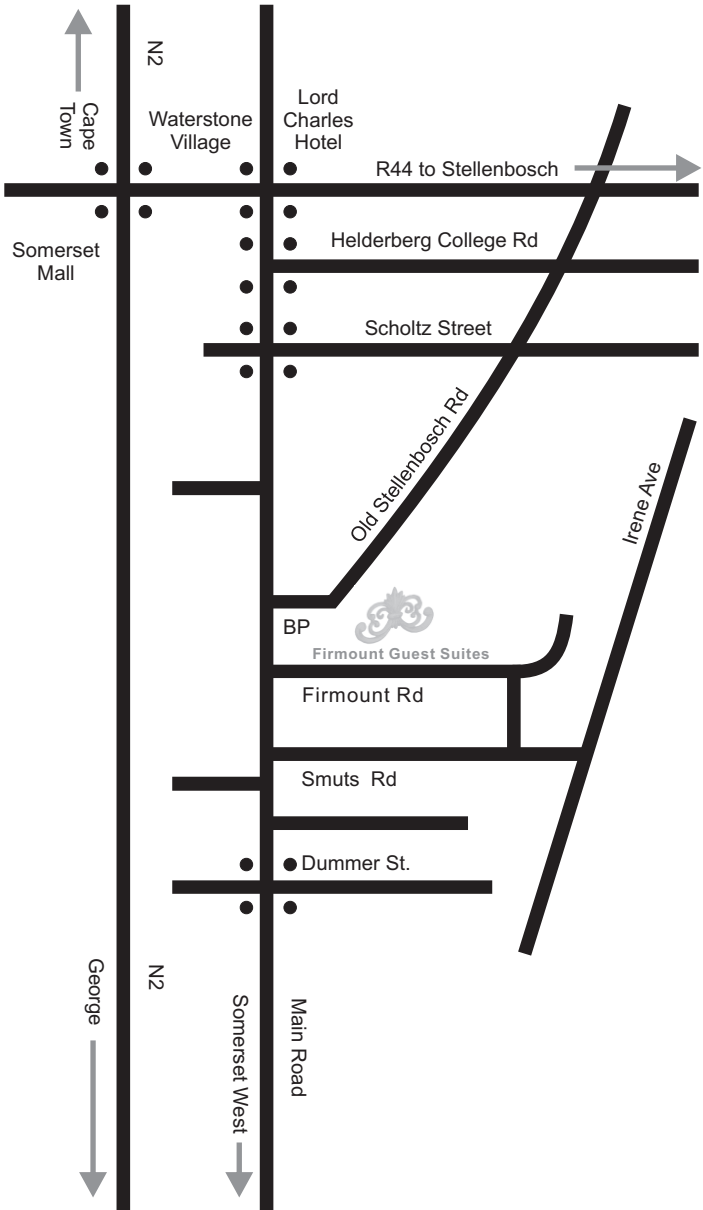 N2
Cape
Town
Waterstone
Village
Lord
Charles
Hotel
R44 to Stellenbosch
Somerset
Mall
Helderberg College Rd
Scholtz Street
Old Stellenbosch Rd
Irene Ave
BP
Firmount Guest Suites
Firmount Rd
Smuts Rd
Dummer St.
George
N2
Somerset West
Main Road